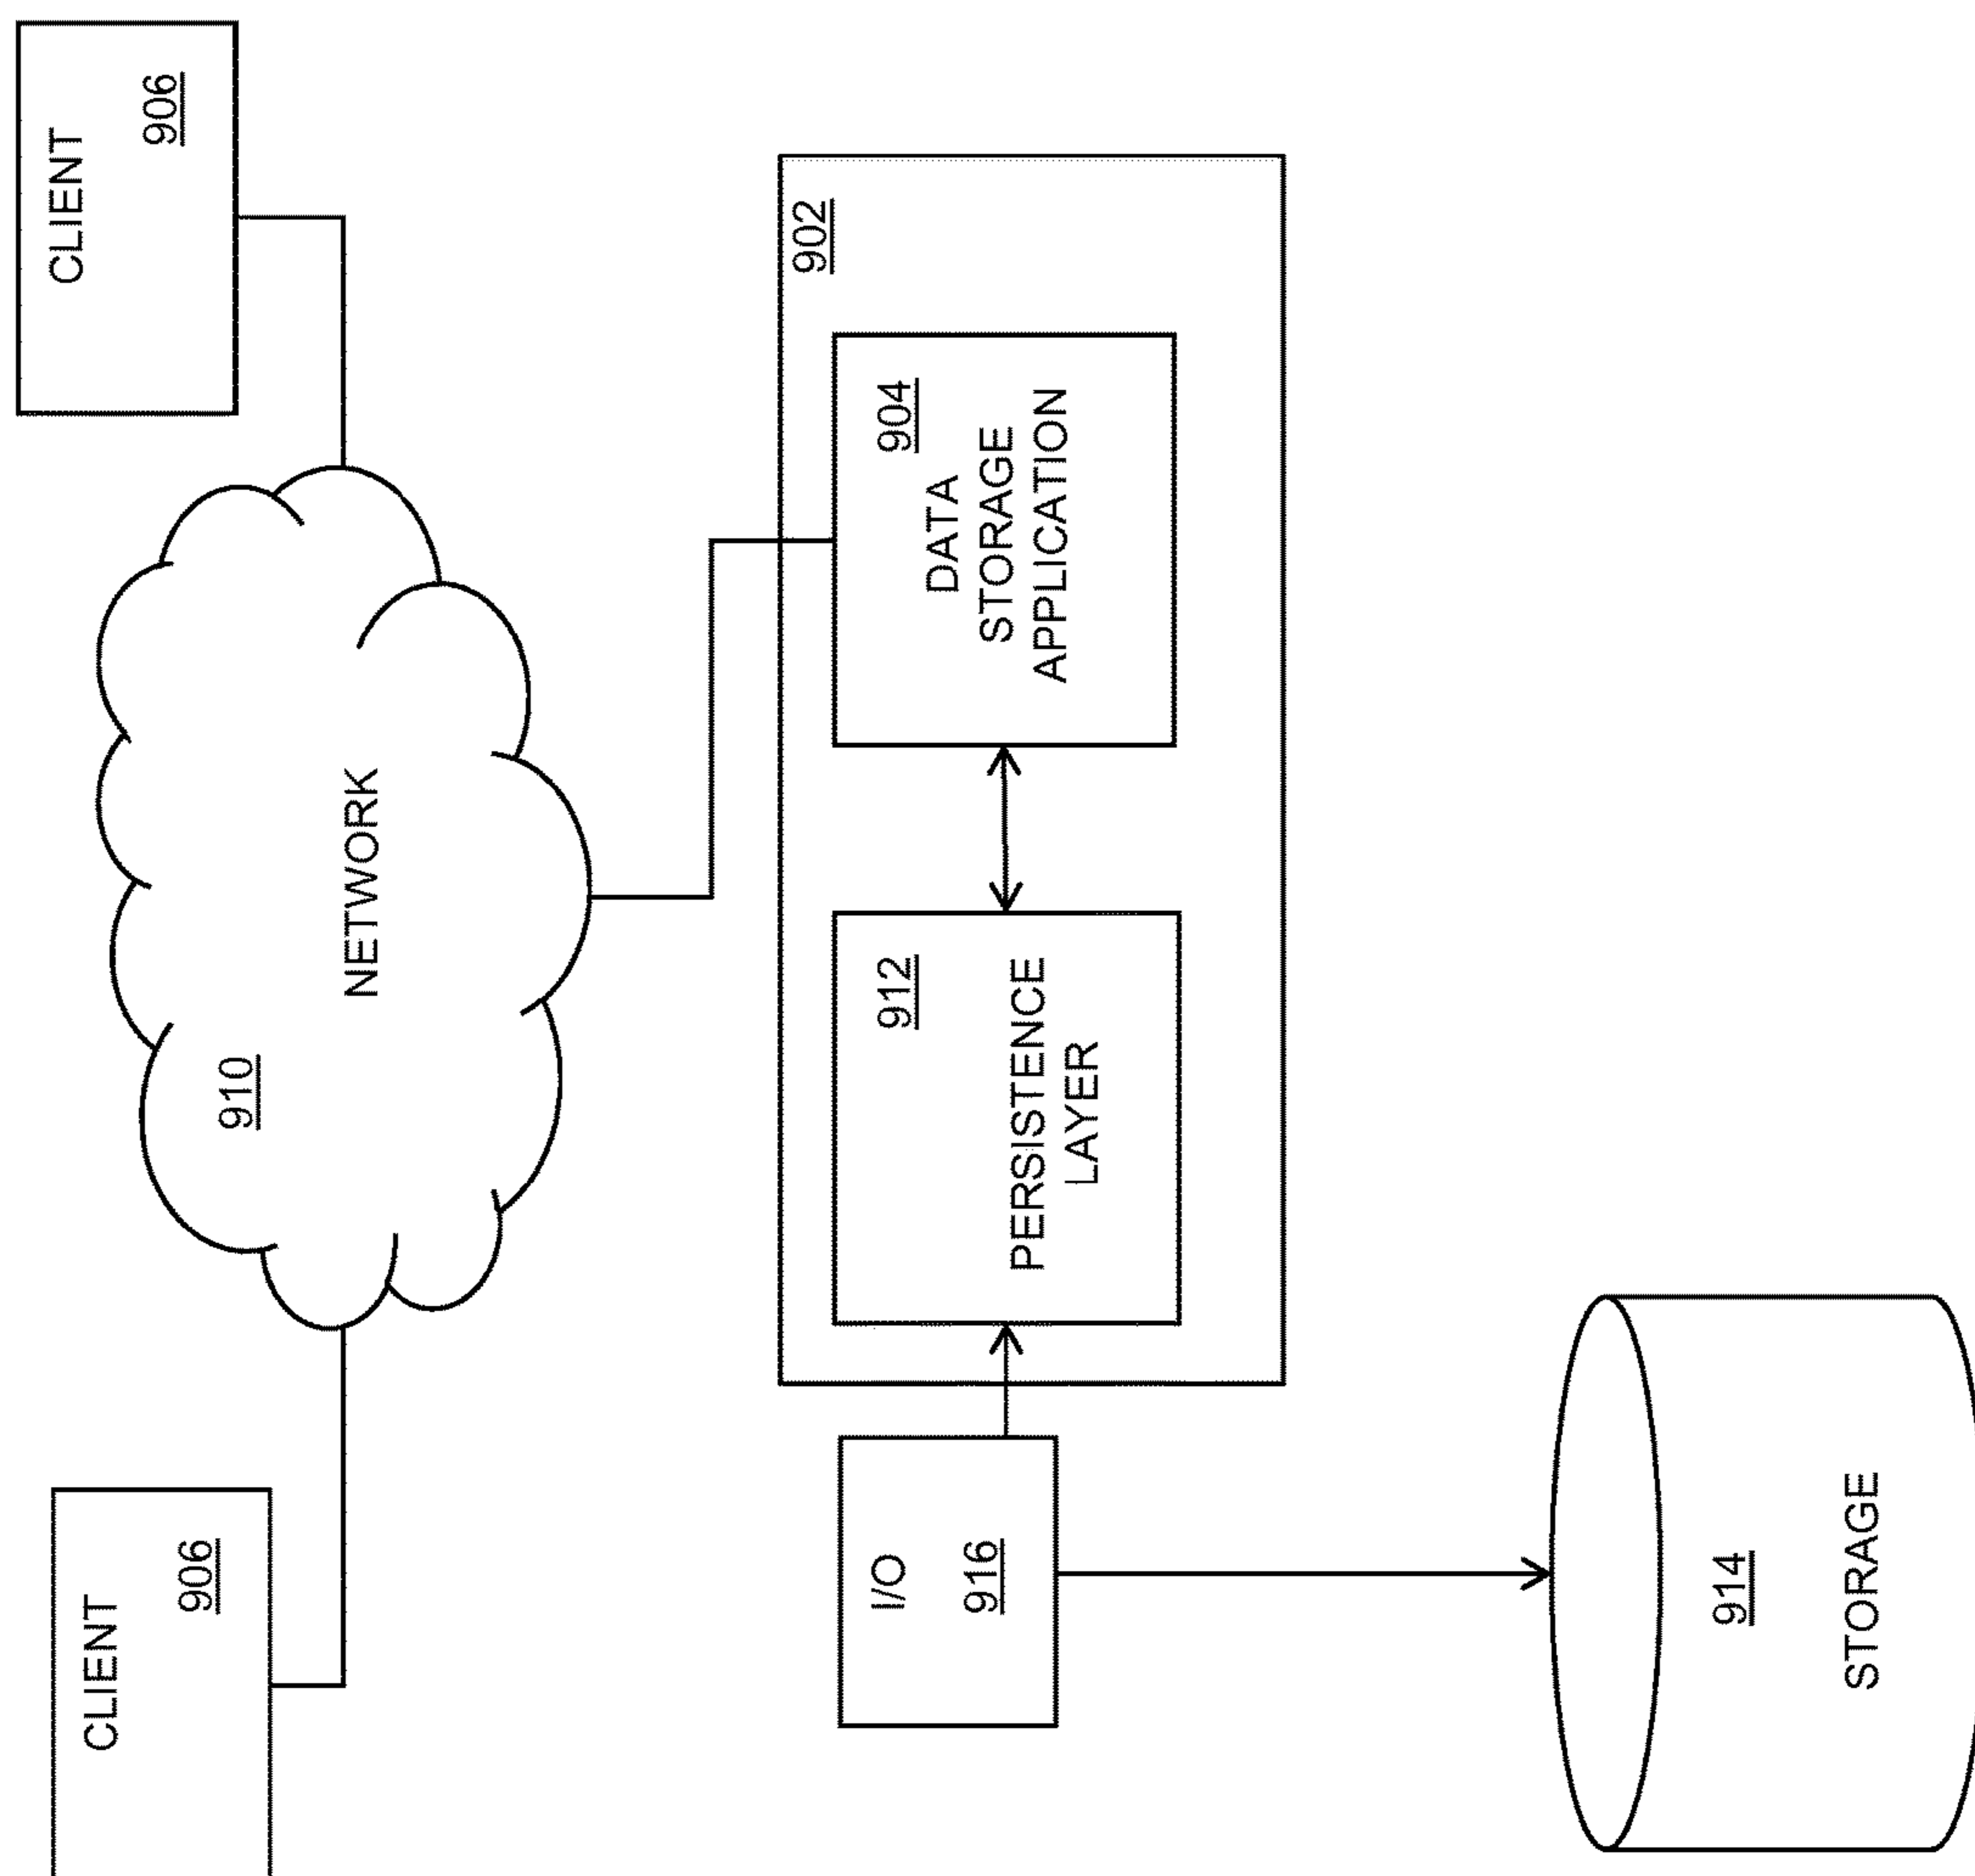 CLIENT
906
CLIENT
906
NETWORK
910
902
912
PERSISTENCE
LAYER
904
DATA
STORAGE
APPLICATION
I/O
916
914
STORAGE